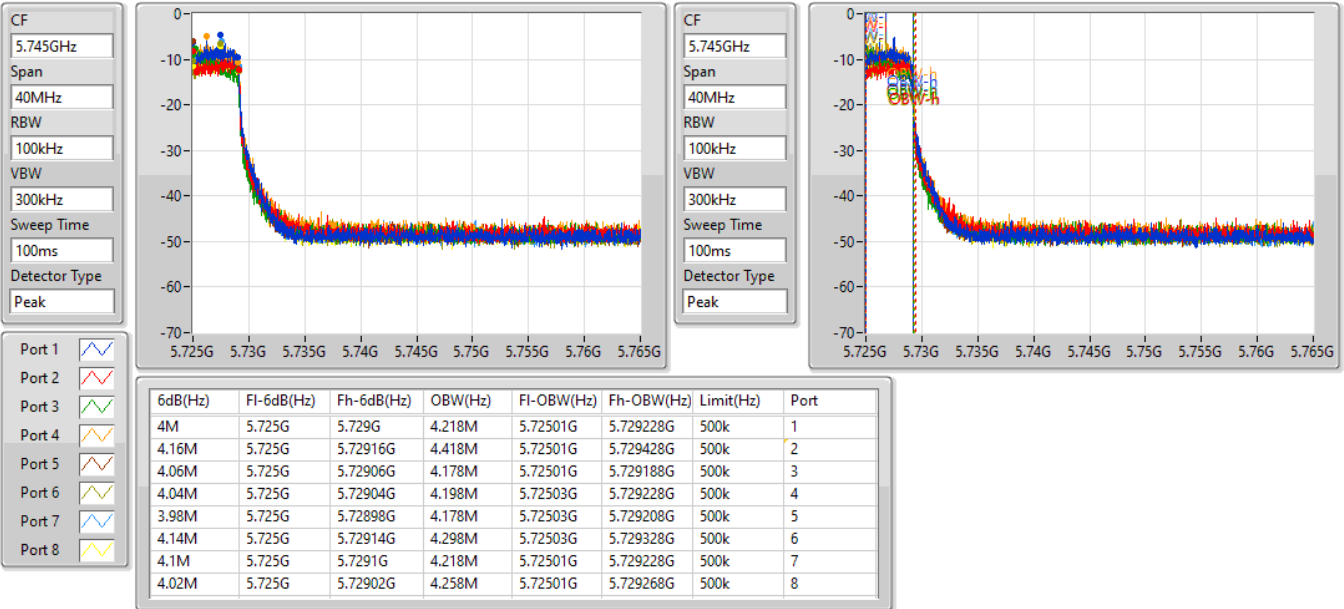 CF
5.745GHz
Span
40MHz
RBW
100kHz
VBW
300kHz
Sweep Time
100ms
Detector Type
Peak
0-
-10-
-20-
-30-
-40-
-50-
-60-
-70-
5.725G 5.73G 5.735G 5.74G 5.745G 5.75G 5.755G 5.76G 5.765G
CF
5.745GHz
Span
40MHz
RBW
100kHz
VBW
300kHz
Sweep Time
100ms
Detector Type
Peak
0-
-10-
-20-
-30-
-40-
-50-
-60-
-70-
OBW-h
5.725G 5.73G 5.735G 5.74G 5.745G 5.75G 5.755G 5.76G 5.765G
Port 1
Port 2
Port 3
Port 4
Port 5
Port 6
Port 7
Port 8
6dB(Hz) Fl-6dB(Hz) Fh-6dB(Hz) OBW(Hz) Fl-OBW(Hz) Fh-OBW(Hz) Limit(Hz) Port
4M 5.725G 5.729G 4.218M 5.72501G 5.729228G 500k 1
4.16M 5.725G 5.72916G 4.418M 5.72501G 5.729428G 500k 2
4.06M 5.725G 5.72906G 4.178M 5.72501G 5.729188G 500k 3
4.04M 5.725G 5.72904G 4.198M 5.72503G 5.729228G 500k 4
3.98M 5.725G 5.72898G 4.178M 5.72503G 5.729208G 500k 5
4.14M 5.725G 5.72914G 4.298M 5.72503G 5.729328G 500k 6
4.1M 5.725G 5.7291G 4.218M 5.72501G 5.729228G 500k 7
4.02M 5.725G 5.72902G 4.258M 5.72501G 5.729268G 500k 8